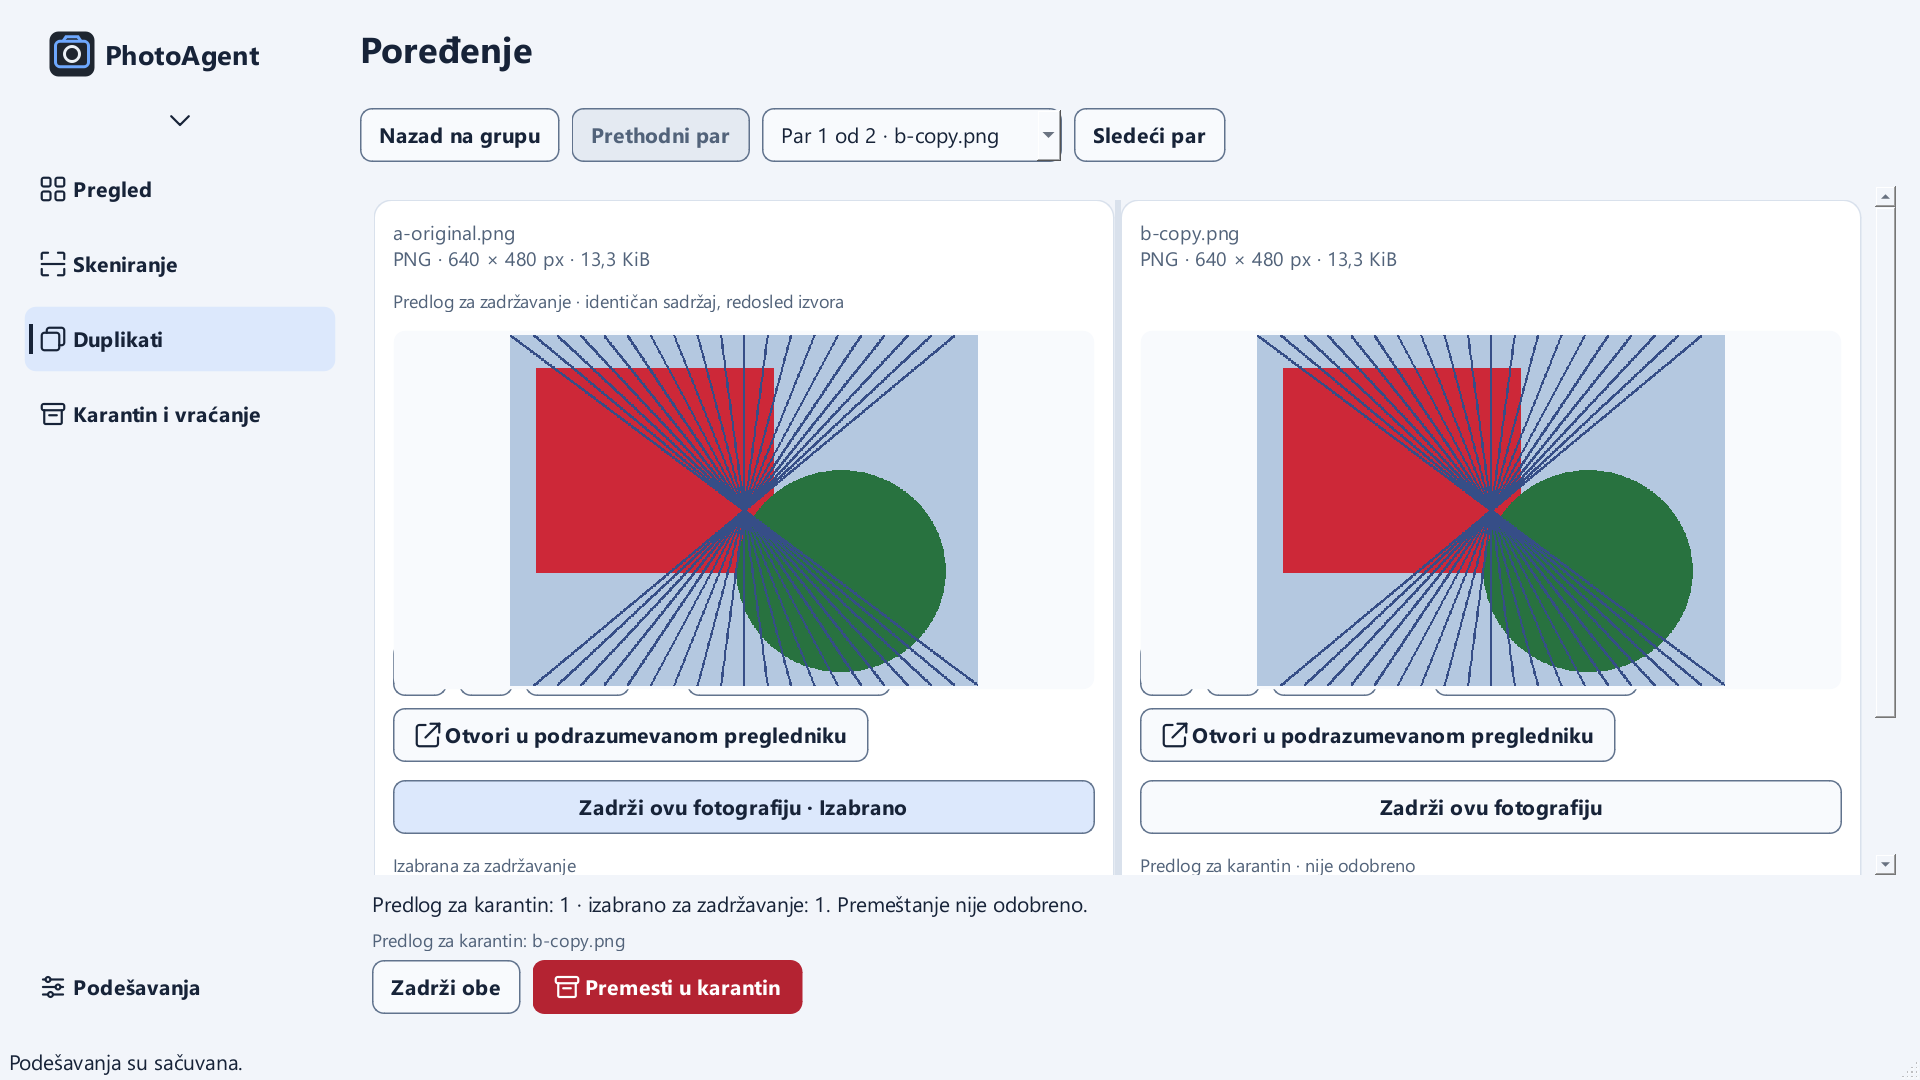 PhotoAgent
Pregled
Skeniranje
Duplikati
Karantin i vraćanje
Podešavanja
Poređenje
Nazad na grupu
Prethodni par
Par 1 od 2 · b-copy.png
Sledeći par
a-original.png
PNG · 640 × 480 px · 13,3 KiB
Predlog za zadržavanje · identičan sadržaj, redosled izvora
Otvori u podrazumevanom pregledniku
Zadrži ovu fotografiju · Izabrano
Izabrana za zadržavanje
b-copy.png
PNG · 640 × 480 px · 13,3 KiB
Otvori u podrazumevanom pregledniku
Zadrži ovu fotografiju
Predlog za karantin · nije odobreno
Predlog za karantin: 1 · izabrano za zadržavanje: 1. Premeštanje nije odobreno.
Predlog za karantin: b-copy.png
Zadrži obe
Premesti u karantin
Podešavanja su sačuvana.